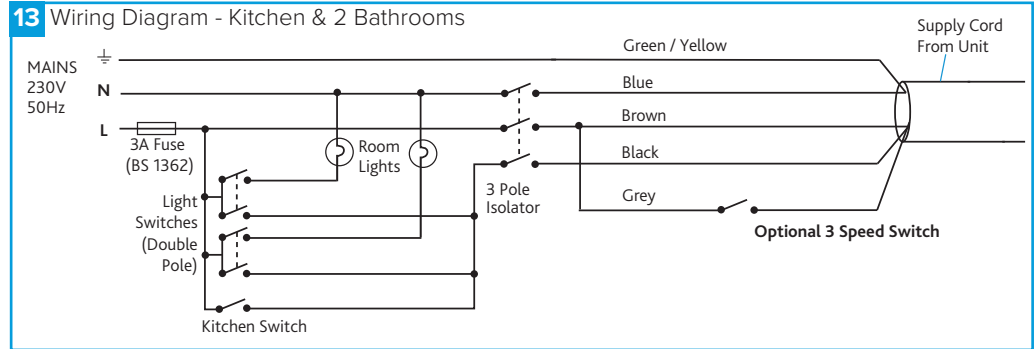 13 Wiring Diagram - Kitchen & 2 Bathrooms
Supply Cord
From Unit
MAINS
230V
50Hz
N
L
3A Fuse
(BS 1362)
Light
Switches
(Double
Pole)
Kitchen Switch
Room
Lights
3 Pole
Isolator
Green / Yellow
Blue
Brown
Black
Grey
Optional 3 Speed Switch